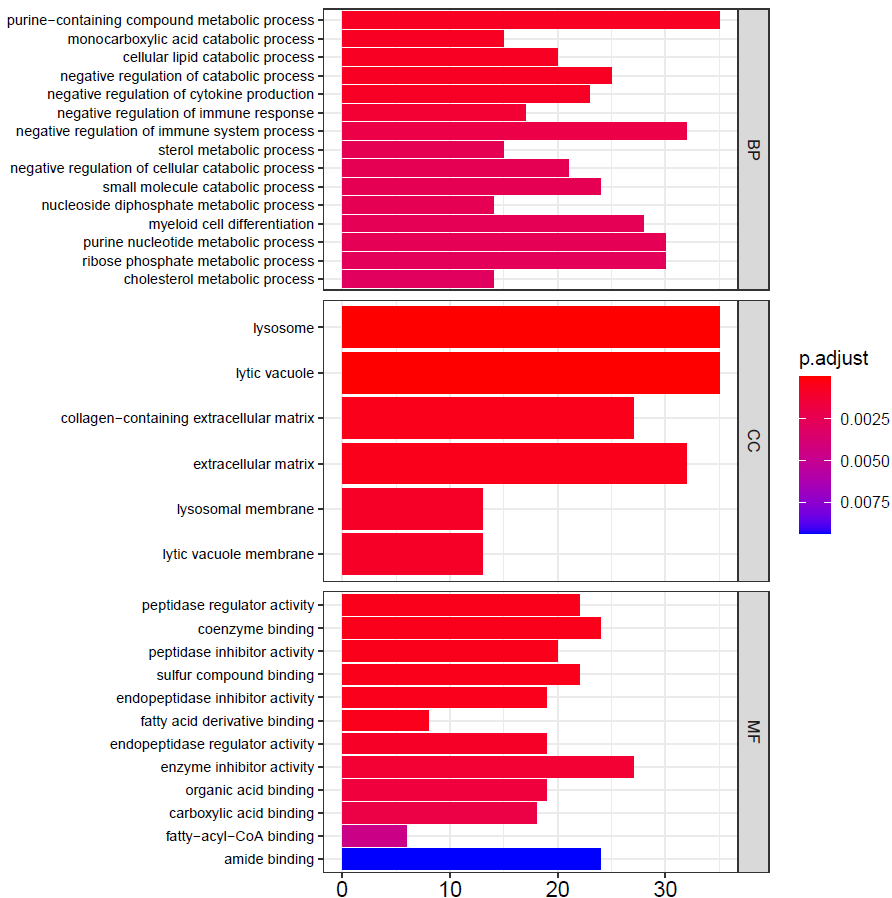 purine−containing compound metabolic process
monocarboxylic acid catabolic process
cellular lipid catabolic process
negative regulation of catabolic process
negative regulation of cytokine production
negative regulation of immune response
negative regulation of immune system process
sterol metabolic process
negative regulation of cellular catabolic process
small molecule catabolic process
nucleoside diphosphate metabolic process
myeloid cell differentiation
purine nucleotide metabolic process
ribose phosphate metabolic process
cholesterol metabolic process
BP
lysosome
lytic vacuole
collagen−containing extracellular matrix
extracellular matrix
lysosomal membrane
lytic vacuole membrane
CC
peptidase regulator activity
coenzyme binding
peptidase inhibitor activity
sulfur compound binding
endopeptidase inhibitor activity
fatty acid derivative binding
endopeptidase regulator activity
enzyme inhibitor activity
organic acid binding
carboxylic acid binding
fatty−acyl−CoA binding
amide binding
MF
0 10 20 30
p.adjust
0.0025
0.0050
0.0075